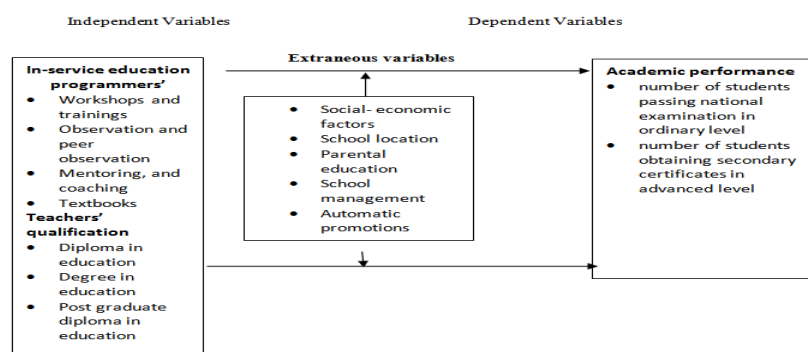 Independent Variables
Dependent Variables
In-service education
programmers'
• Workshops and
trainings
• Observation and
peer
observation
• Mentoring, and
coaching
• Textbooks
Teachers'
qualification
• Diploma in
education
• Degree in
education
• Post graduate
diploma in
education
Extraneous variables
• Social- economic
factors
• School location
• Parental
education
• School
management
• Automatic
promotions
Academic performance
• number of students
passing national
examination in
ordinary level
• number of students
obtaining secondary
certificates in
advanced level